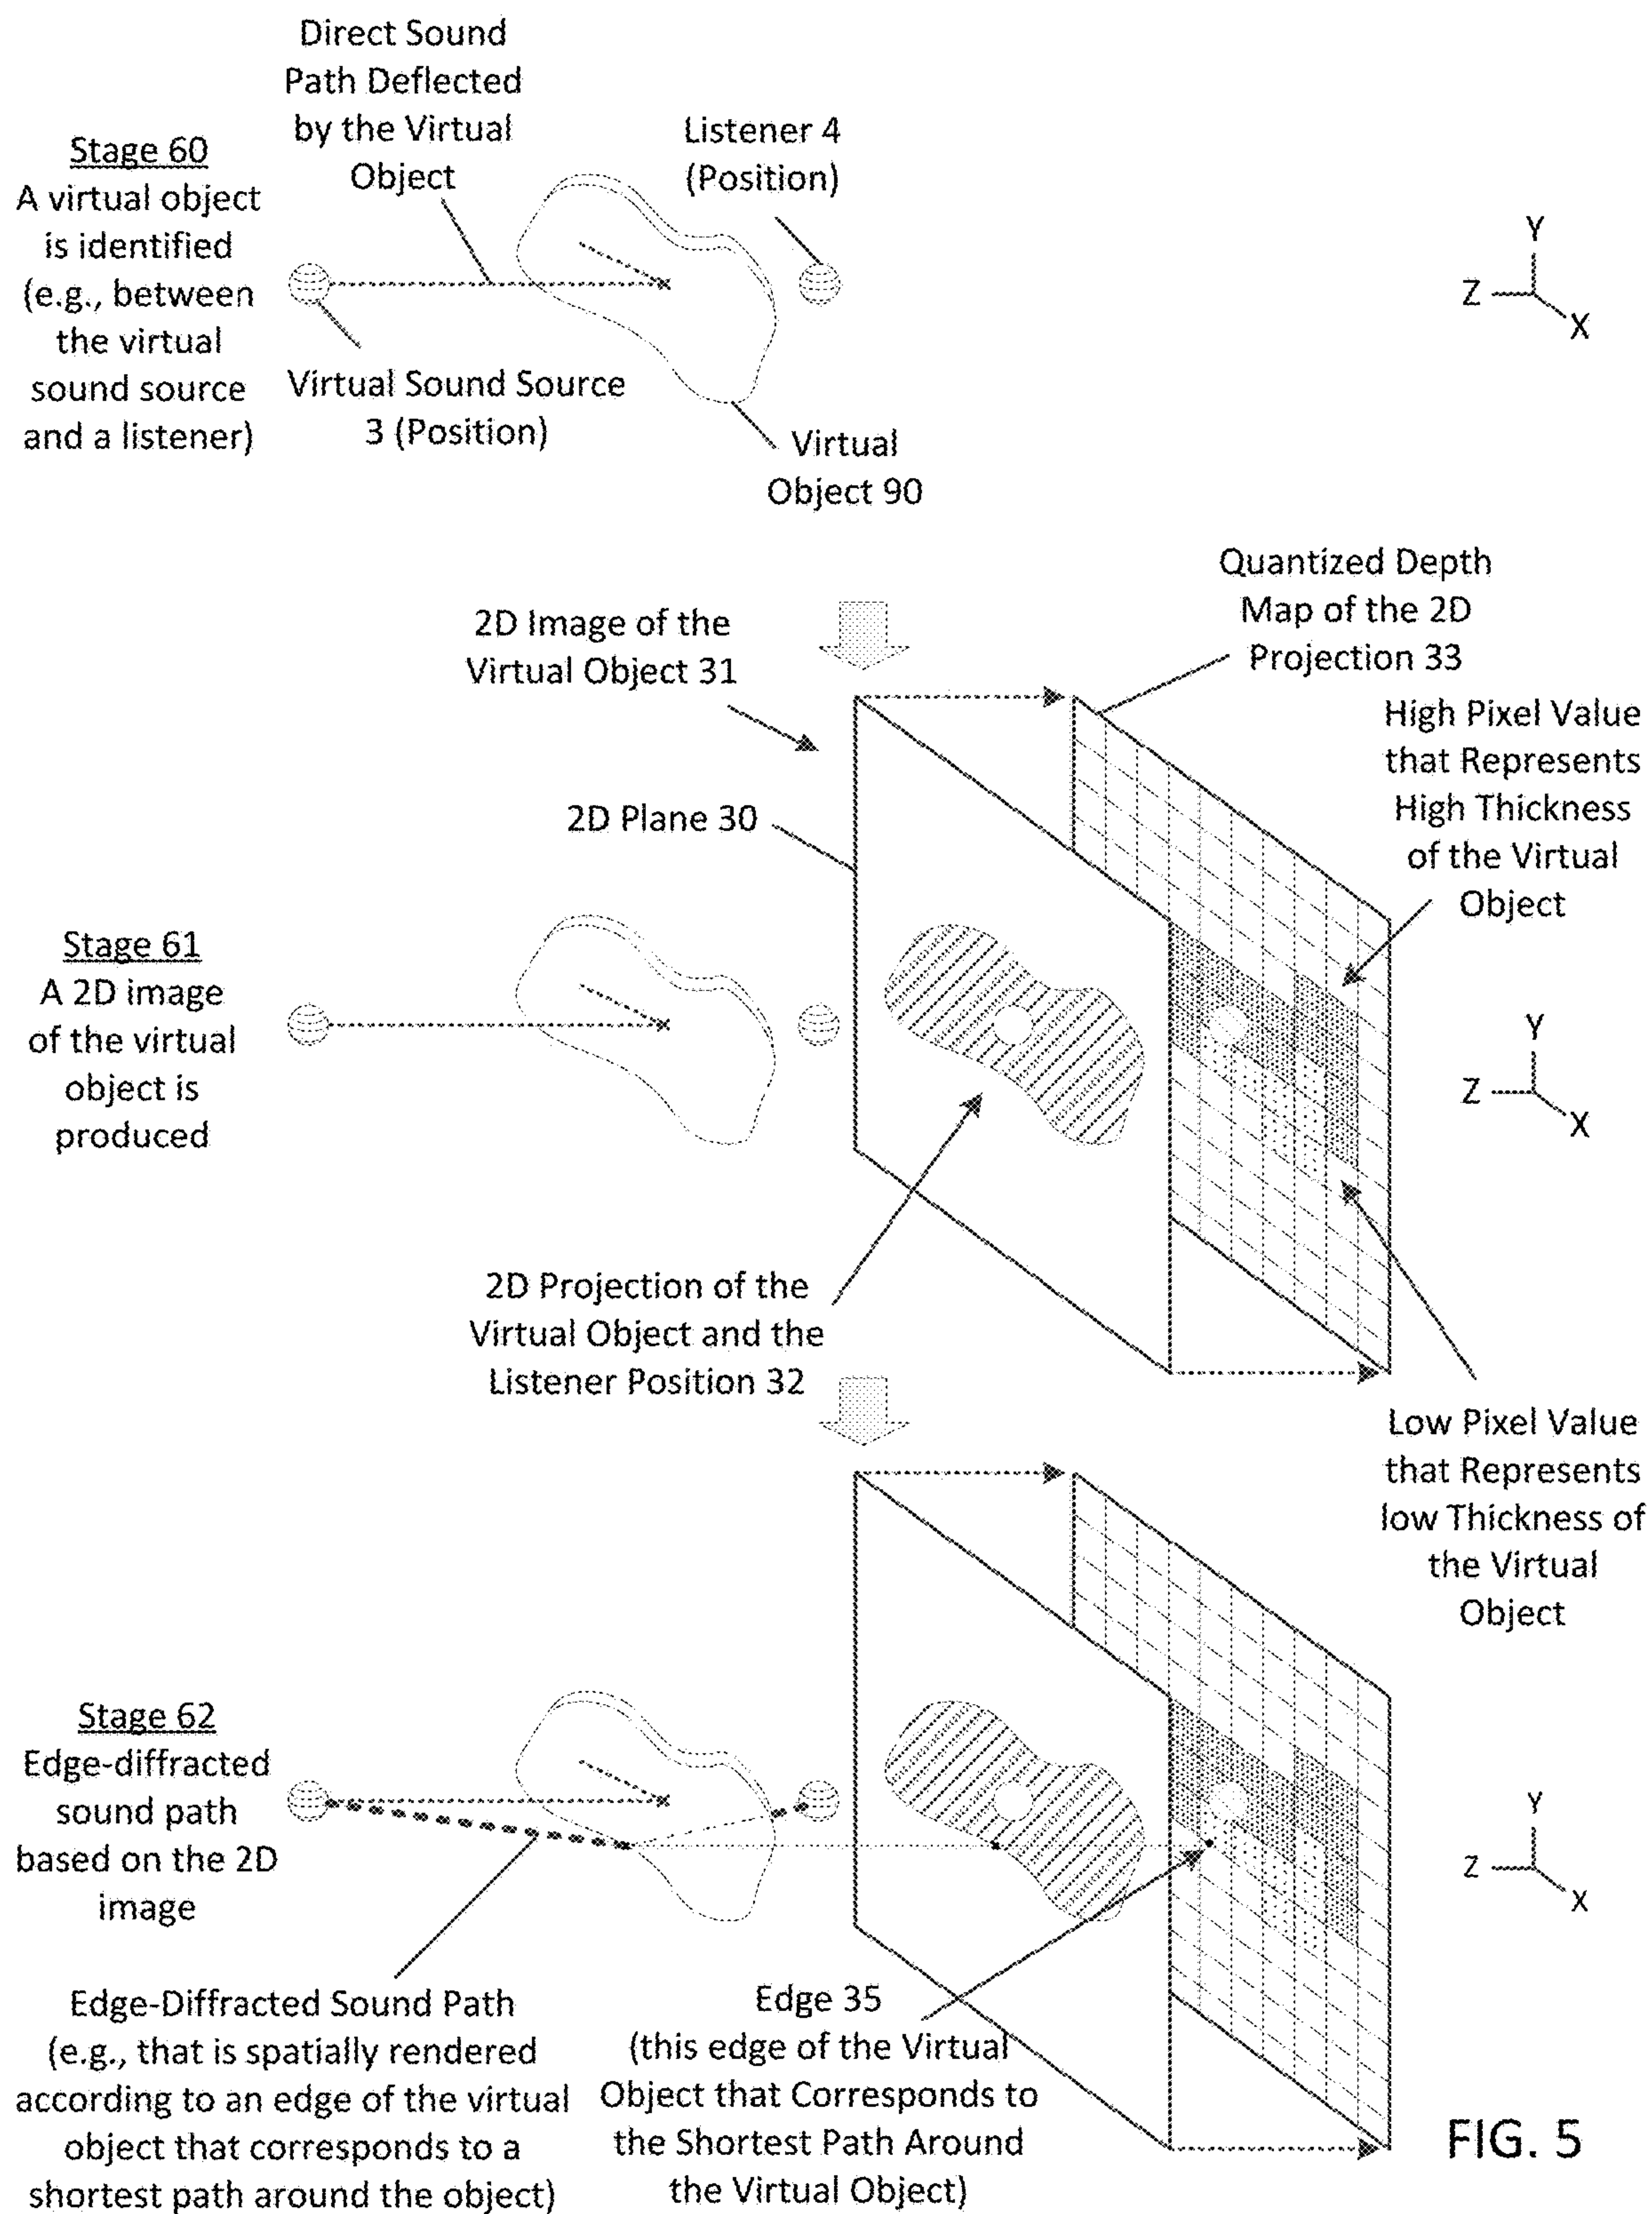 Direct Sound
Path Deflected
by the Virtual
Object
Listener 4
(Position)
Stage 60
A virtual object
is identified
(e.g., between
the virtual
sound source
and a listener)
Virtual Sound Source
3 (Position)
Virtual
Object 90
Y
Z
X
Quantized Depth
Map of the 2D
Projection 33
2D Image of the
Virtual Object 31
High Pixel Value
that Represents
High Thickness
of the Virtual
Object
2D Plane 30
Stage 61
A 2D image
of the virtual
object is
produced
Y
Z
X
2D Projection of the
Virtual Object and the
Listener Position 32
Low Pixel Value
that Represents
low Thickness of
the Virtual
Object
Stage 62
Edge-diffracted
sound path
based on the 2D
image
Y
Z
X
Edge-Diffracted Sound Path
(e.g., that is spatially rendered
according to an edge of the virtual
object that corresponds to a
shortest path around the object)
Edge 35
(this edge of the Virtual
Object that Corresponds to
the Shortest Path Around
the Virtual Object)
FIG. 5